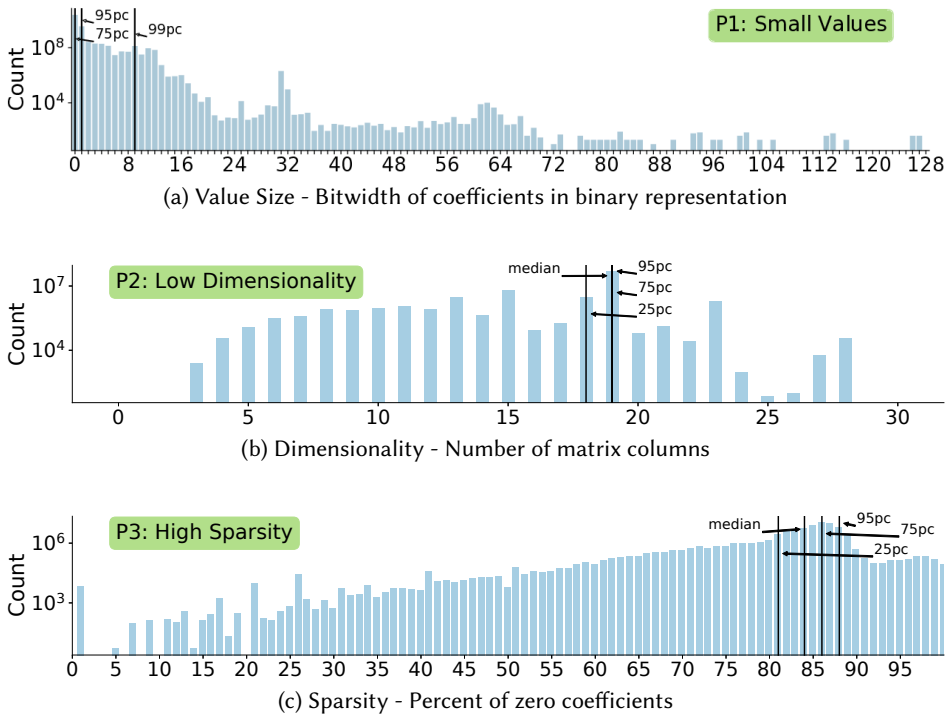 95pc
75pc
99pc
P1: Small Values
Count
10^8
10^4
0 8 16 24 32 40 48 56 64 72 80 88 96 104 112 120 128
(a) Value Size - Bitwidth of coefficients in binary representation
P2: Low Dimensionality
median
95pc
75pc
25pc
Count
10^7
10^4
0 5 10 15 20 25 30
(b) Dimensionality - Number of matrix columns
P3: High Sparsity
median
95pc
75pc
25pc
Count
10^6
10^3
0 5 10 15 20 25 30 35 40 45 50 55 60 65 70 75 80 85 90 95
(c) Sparsity - Percent of zero coefficients